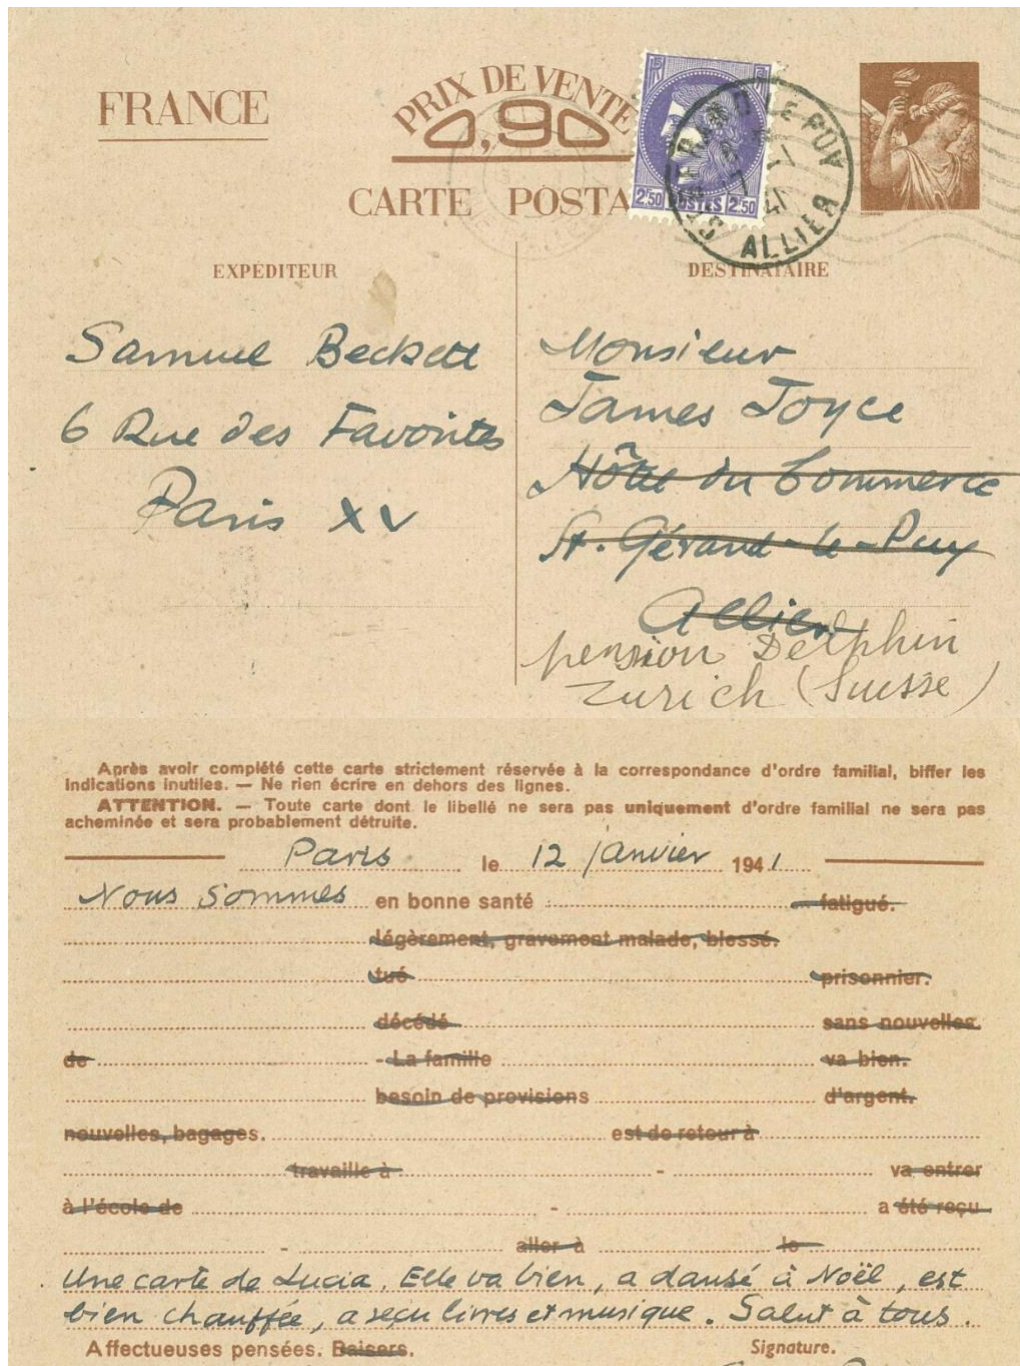 FRANCE
PRIX DE VENTE
0,90
CARTE POSTA
2f50 POSTES 2f50
ST GERAND LE PUY
ALLIER
EXPÉDITEUR
DESTINATAIRE
Samuel Beckett
6 Rue des Favorites
Paris XV
Monsieur
James Joyce
Hôtel du Commerce
St. Gérand-le-Puy
Allier
pension Delphin
Zurich (Suisse)
Après avoir complété cette carte strictement réservée à la correspondance d'ordre familial, biffer les
indications inutiles. — Ne rien écrire en dehors des lignes.
ATTENTION. — Toute carte dont le libellé ne sera pas uniquement d'ordre familial ne sera pas
acheminée et sera probablement détruite.
Paris le 12 janvier 1941
Nous sommes en bonne santé fatigué.
légèrement, gravement malade, blessé.
tué prisonnier.
décédé sans nouvelles
de - La famille va bien.
besoin de provisions d'argent.
nouvelles, bagages. est de retour à
travaille à - va entrer
à l'école de - a été reçu
- aller à le
Une carte de Lucia. Elle va bien, a dansé à Noël, est
bien chauffée, a reçu livres et musique. Salut à tous.
Affectueuses pensées. Baisers. Signature.